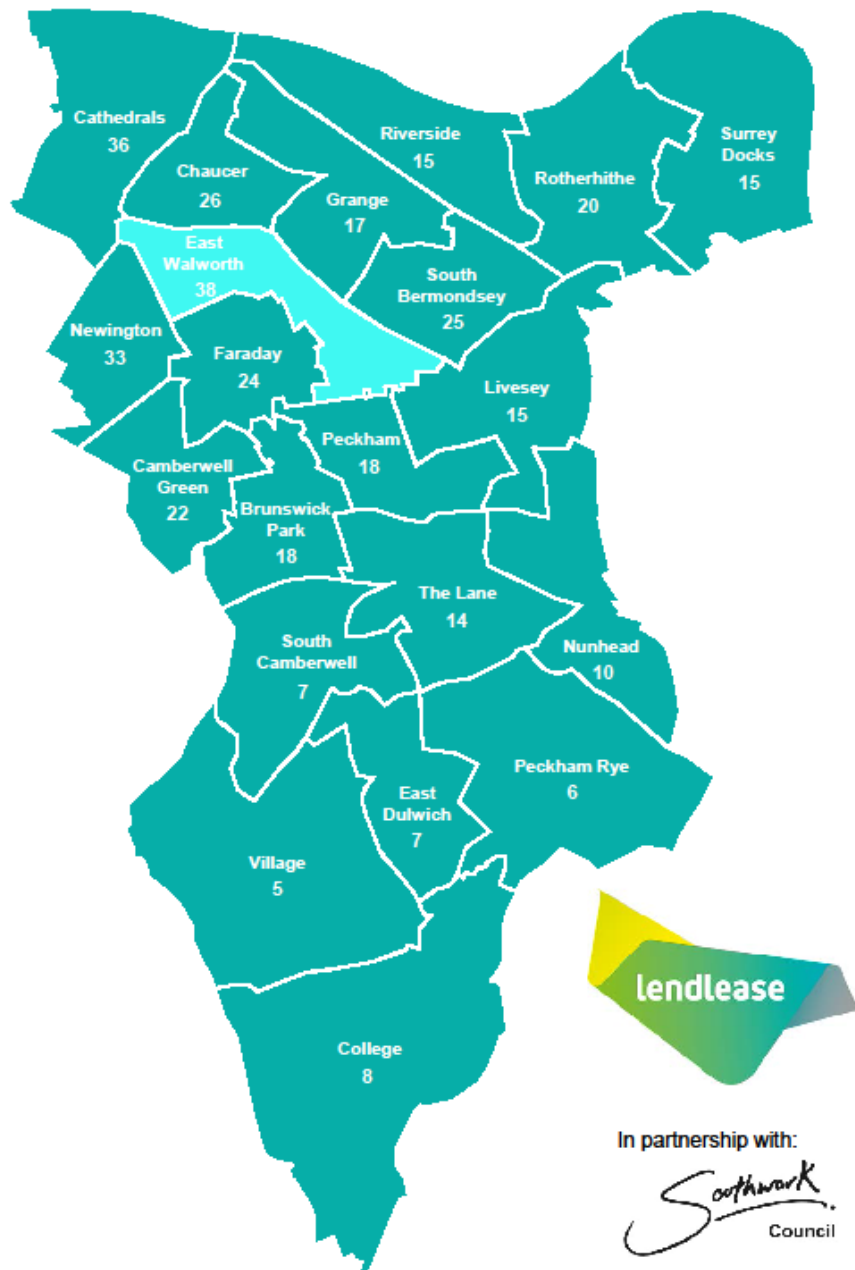 Cathedrals
36
Chaucer
26
Riverside
15
Grange
17
Rotherhithe
20
Surrey
Docks
15
East
Walworth
38
South
Bermondsey
25
Newington
33
Faraday
24
Livesey
15
Peckham
18
Camberwell
Green
22
Brunswick
Park
18
The Lane
14
South
Camberwell
7
Nunhead
10
Peckham Rye
6
East
Dulwich
7
Village
5
College
8
lendlease
In partnership with:
Southwark
Council